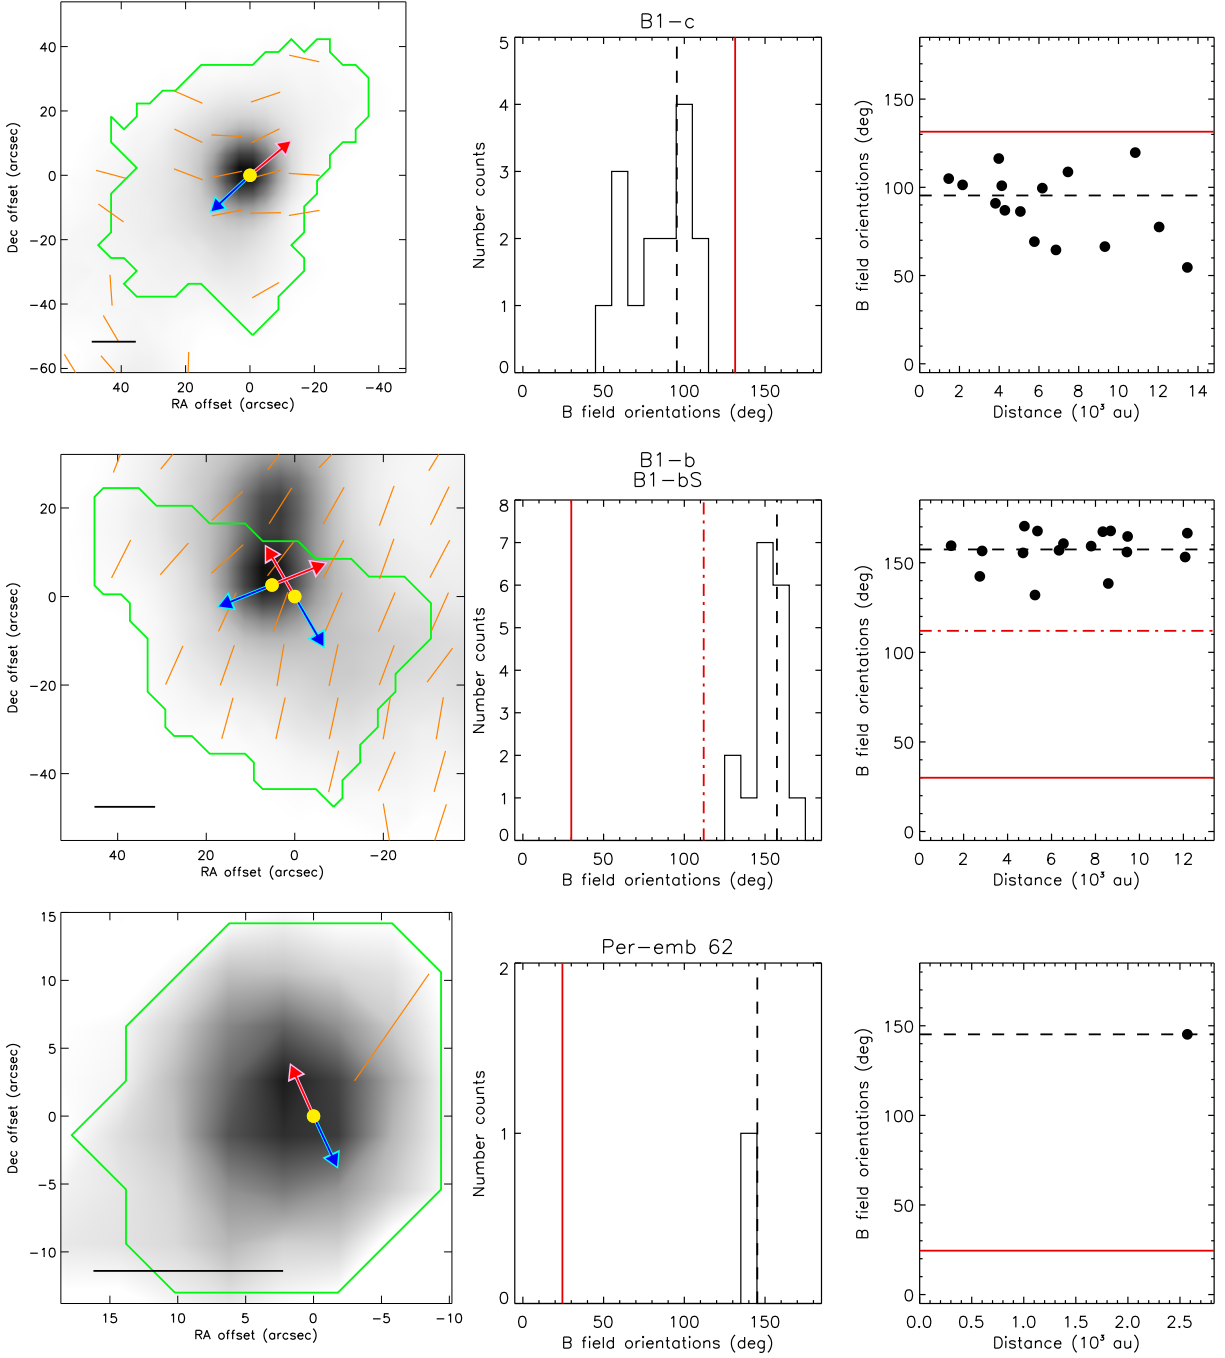 B1-c
40
20
0
-20
-40
-60
Dec offset (arcsec)
40 20 0 -20 -40
RA offset (arcsec)
5
4
3
2
1
0
Number counts
0 50 100 150
B field orientations (deg)
150
100
50
0
B field orientations (deg)
0 2 4 6 8 10 12 14
Distance (10³ au)
B1-b
B1-bS
20
0
-20
-40
Dec offset (arcsec)
40 20 0 -20
RA offset (arcsec)
8
7
6
5
4
3
2
1
0
Number counts
0 50 100 150
B field orientations (deg)
150
100
50
0
B field orientations (deg)
0 2 4 6 8 10 12
Distance (10³ au)
Per-emb 62
15
10
5
0
-5
-10
Dec offset (arcsec)
15 10 5 0 -5 -10
RA offset (arcsec)
2
1
0
Number counts
0 50 100 150
B field orientations (deg)
150
100
50
0
B field orientations (deg)
0.0 0.5 1.0 1.5 2.0 2.5
Distance (10³ au)